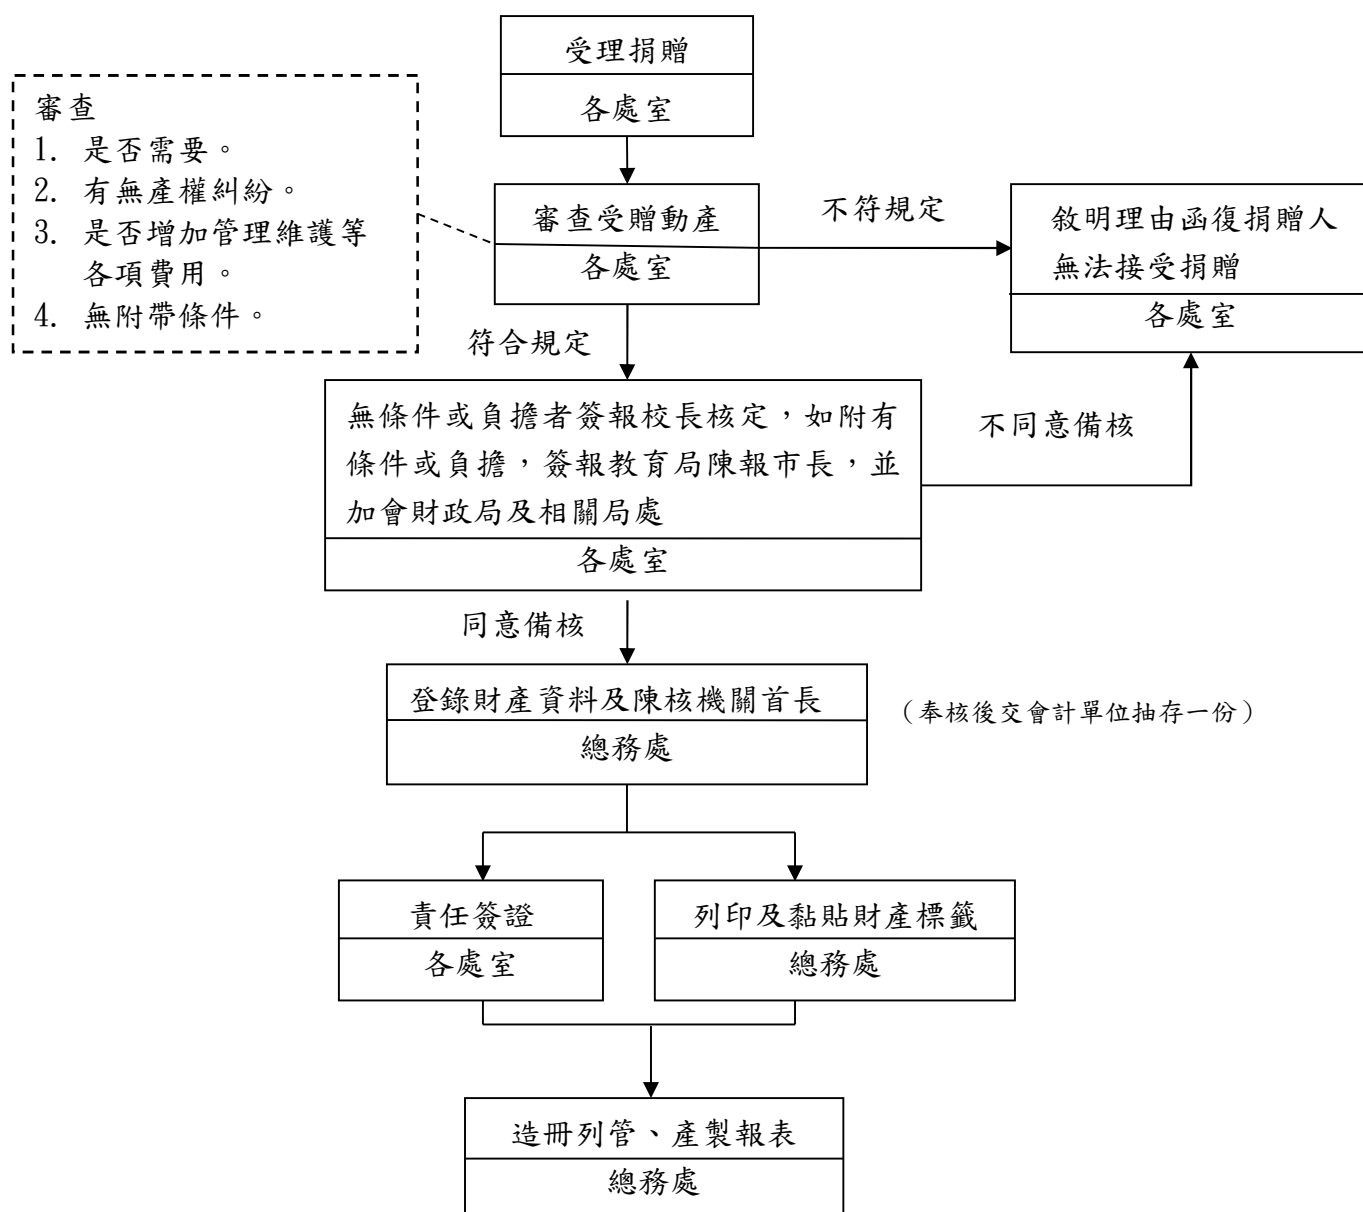 受理捐贈
各處室
審查
1. 是否需要。
2. 有無產權糾紛。
3. 是否增加管理維護等
各項費用。
4. 無附帶條件。
審查受贈動產
各處室
不符規定
敘明理由函復捐贈人
無法接受捐贈
各處室
符合規定
無條件或負擔者簽報校長核定，如附有
條件或負擔，簽報教育局陳報市長，並
加會財政局及相關局處
各處室
不同意備核
同意備核
登錄財產資料及陳核機關首長
總務處
（奉核後交會計單位抽存一份）
責任簽證
各處室
列印及黏貼財產標籤
總務處
造冊列管、產製報表
總務處